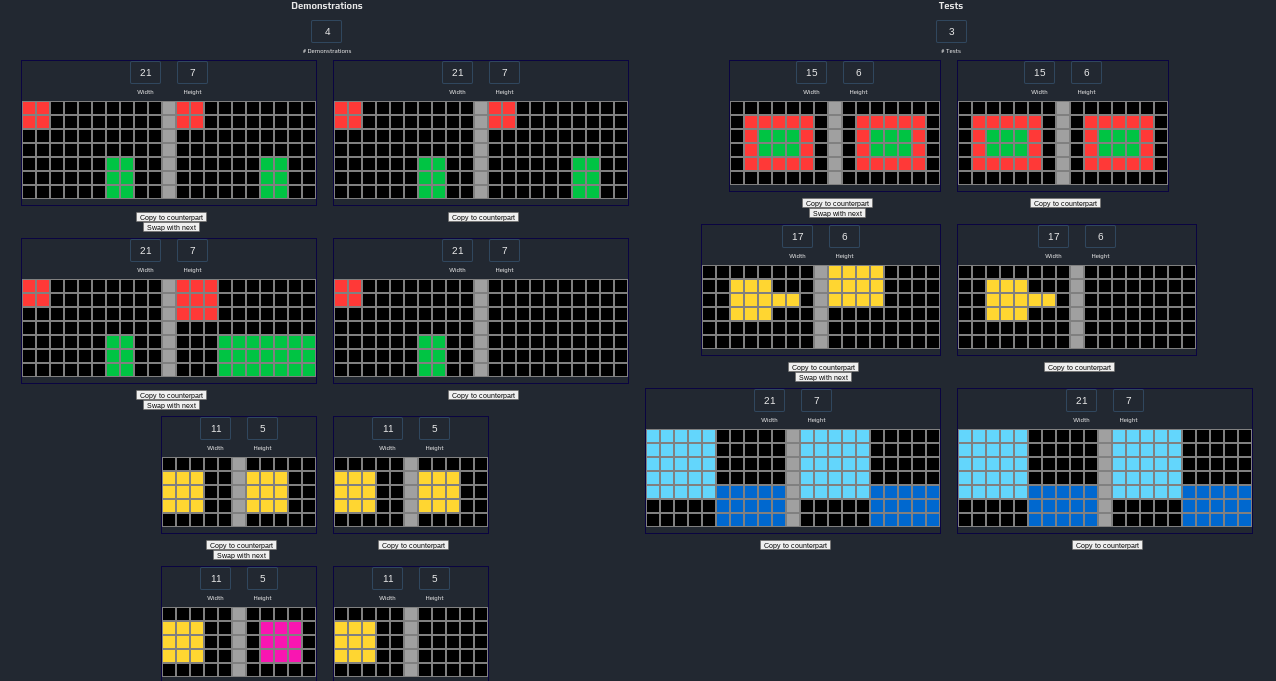 Demonstrations
4
# Demonstrations
21 7
Width Height
Copy to counterpart
Swap with next
21 7
Width Height
Copy to counterpart
21 7
Width Height
Copy to counterpart
Swap with next
21 7
Width Height
Copy to counterpart
11 5
Width Height
Copy to counterpart
Swap with next
11 5
Width Height
Copy to counterpart
11 5
Width Height
11 5
Width Height
Tests
3
# Tests
15 6
Width Height
Copy to counterpart
Swap with next
15 6
Width Height
Copy to counterpart
17 6
Width Height
Copy to counterpart
Swap with next
17 6
Width Height
Copy to counterpart
21 7
Width Height
Copy to counterpart
21 7
Width Height
Copy to counterpart